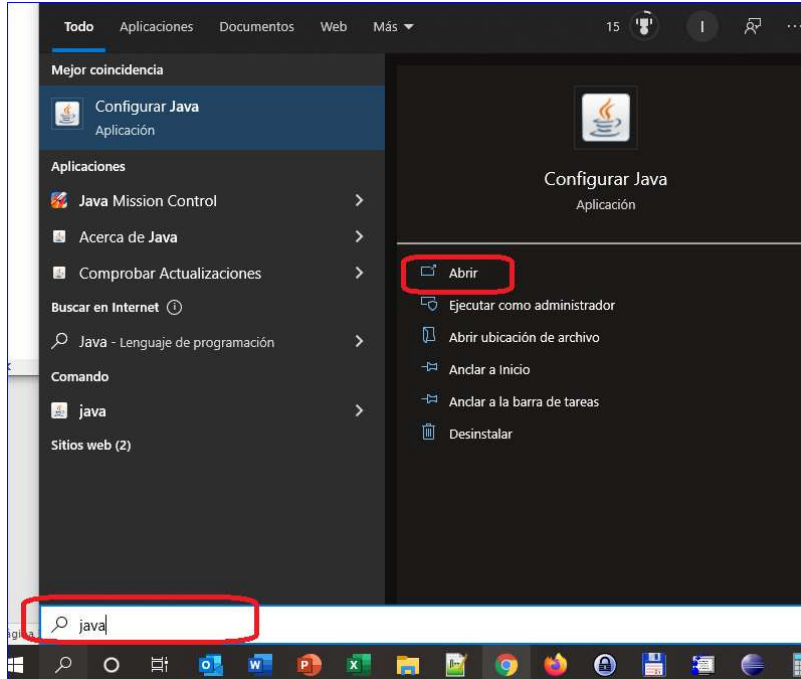 Todo Aplicaciones Documentos Web Más 15 I ...
Mejor coincidencia
Configurar Java
Aplicación
Aplicaciones
Java Mission Control
Acerca de Java
Comprobar Actualizaciones
Buscar en Internet
Java - Lenguaje de programación
Comando
java
Sitios web (2)
Configurar Java
Aplicación
Abrir
Ejecutar como administrador
Abrir ubicación de archivo
Anclar a Inicio
Anclar a la barra de tareas
Desinstalar
java